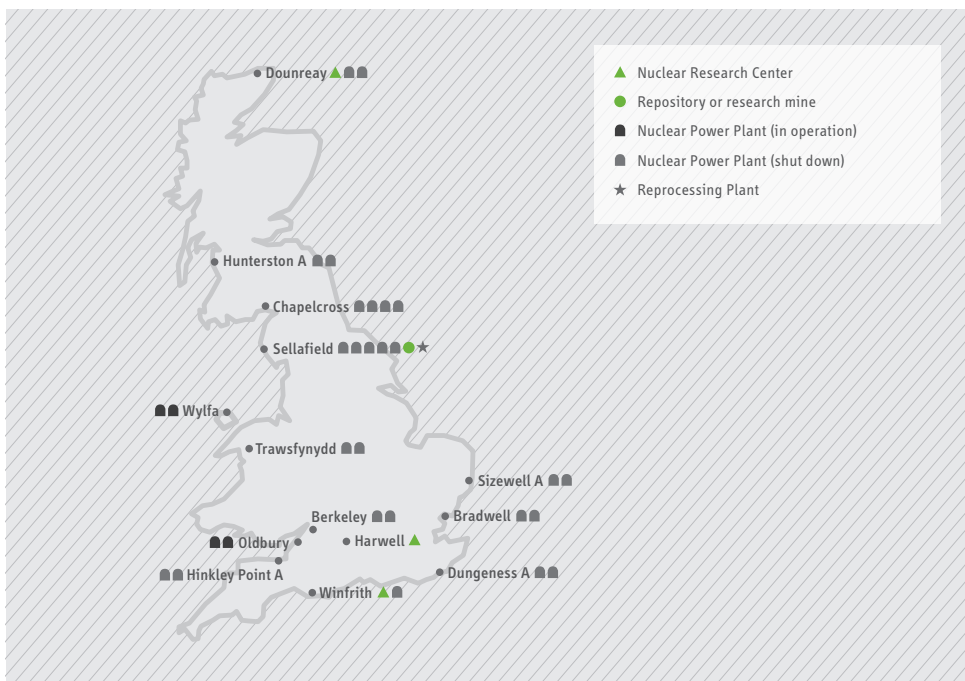 Dounreay
Nuclear Research Center
Repository or research mine
Nuclear Power Plant (in operation)
Nuclear Power Plant (shut down)
Reprocessing Plant
Hunterston A
Chapelcross
Sellafield
Wylfa
Trawsfynydd
Sizewell A
Berkeley
Bradwell
Oldbury
Harwell
Hinkley Point A
Dungeness A
Winfrith